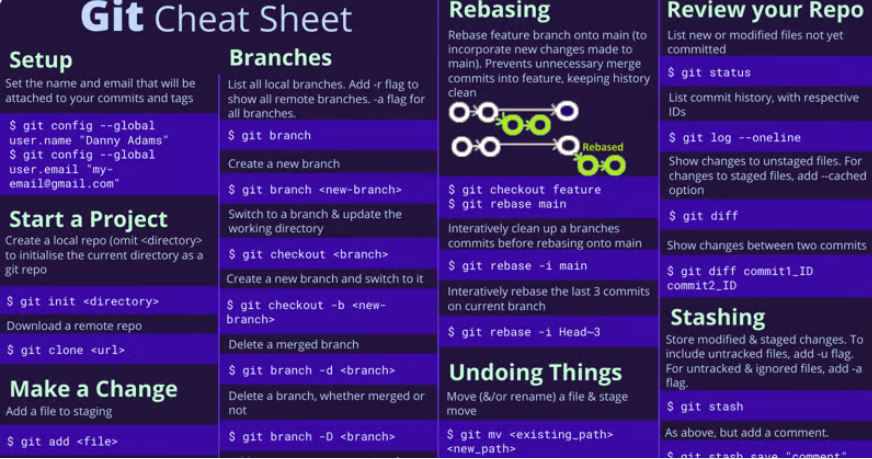 Git Cheat Sheet
Setup
Set the name and email that will be
attached to your commits and tags
$ git config --global
user.name "Danny Adams"
$ git config --global
user.email "my-
email@gmail.com"
Start a Project
Create a local repo (omit <directory>
to initialise the current directory as a
git repo
$ git init <directory>
Download a remote repo
$ git clone <url>
Make a Change
Add a file to staging
$ git add <file>
Branches
List all local branches. Add -r flag to
show all remote branches. -a flag for
all branches.
$ git branch
Create a new branch
$ git branch <new-branch>
Switch to a branch & update the
working directory
$ git checkout <branch>
Create a new branch and switch to it
$ git checkout -b <new-
branch>
Delete a merged branch
$ git branch -d <branch>
Delete a branch, whether merged or
not
$ git branch -D <branch>
Rebasing
Rebase feature branch onto main (to
incorporate new changes made to
main). Prevents unnecessary merge
commits into feature, keeping history
clean
Rebased
$ git checkout feature
$ git rebase main
Interatively clean up a branches
commits before rebasing onto main
$ git rebase -i main
Interatively rebase the last 3 commits
on current branch
$ git rebase -i Head~3
Undoing Things
Move (&/or rename) a file & stage
move
$ git mv <existing_path>
<new_path>
Review your Repo
List new or modified files not yet
committed
$ git status
List commit history, with respective
IDs
$ git log --oneline
Show changes to unstaged files. For
changes to staged files, add --cached
option
$ git diff
Show changes between two commits
$ git diff commit1_ID
commit2_ID
Stashing
Store modified & staged changes. To
include untracked files, add -u flag.
For untracked & ignored files, add -a
flag.
$ git stash
As above, but add a comment.
$ git stash save "comment"